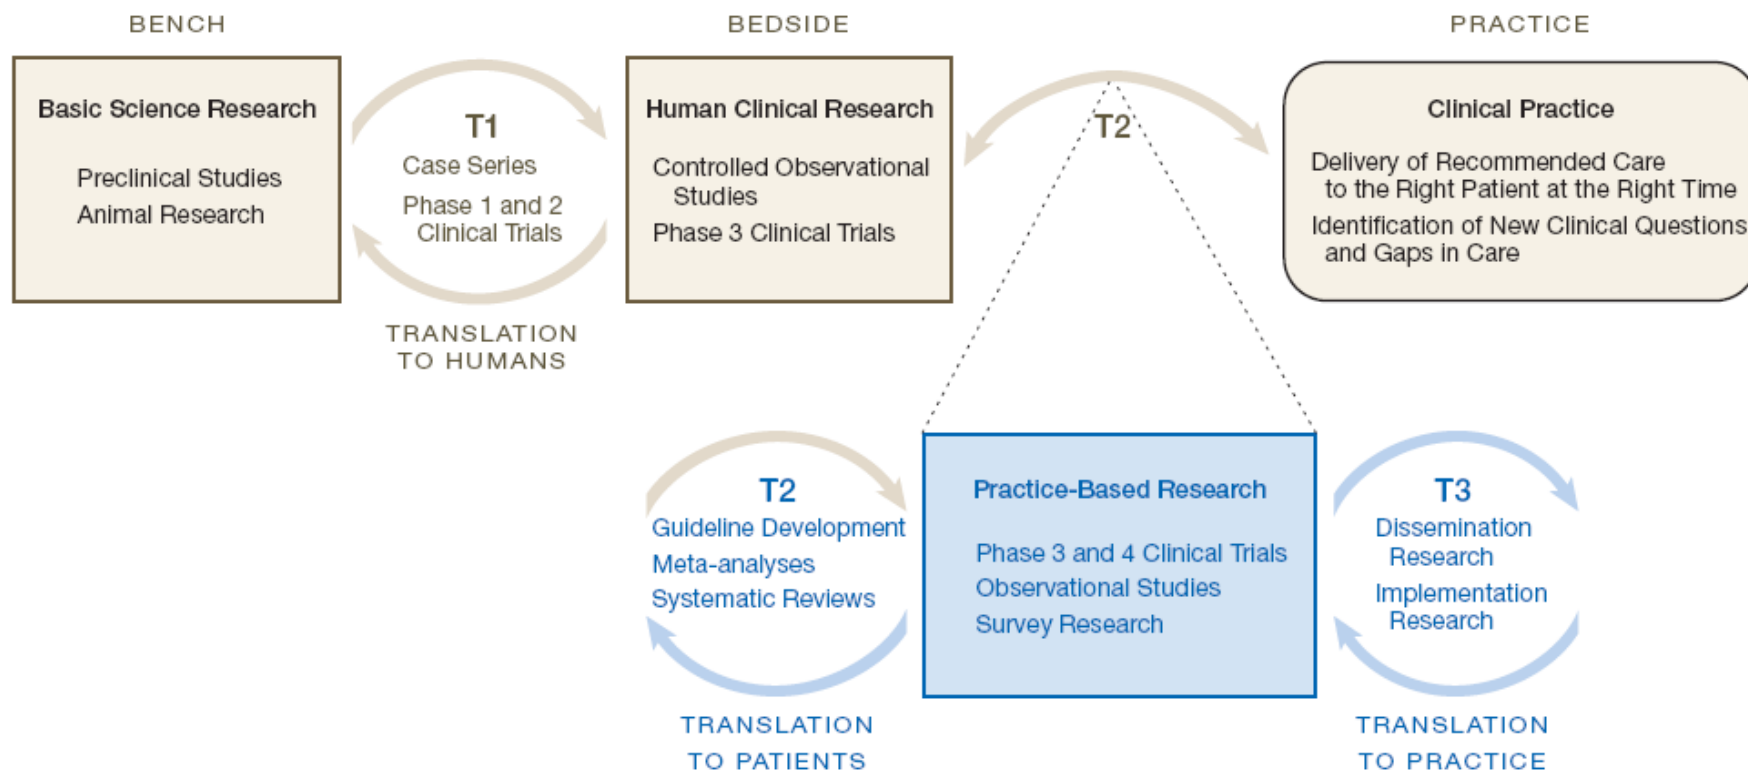 BENCH
BEDSIDE
PRACTICE
Basic Science Research
Preclinical Studies
Animal Research
T1
Case Series
Phase 1 and 2
Clinical Trials
TRANSLATION
TO HUMANS
Human Clinical Research
Controlled Observational
Studies
Phase 3 Clinical Trials
T2
Clinical Practice
Delivery of Recommended Care
to the Right Patient at the Right Time
Identification of New Clinical Questions
and Gaps in Care
T2
Guideline Development
Meta-analyses
Systematic Reviews
TRANSLATION
TO PATIENTS
Practice-Based Research
Phase 3 and 4 Clinical Trials
Observational Studies
Survey Research
T3
Dissemination
Research
Implementation
Research
TRANSLATION
TO PRACTICE